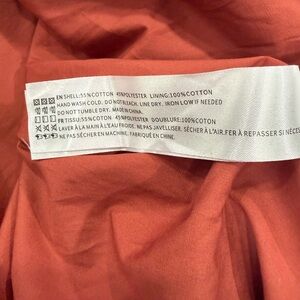 EN SHELL:55%COTTON 45%POLYESTER LINING:100%COTTON
HAND WASH COLD. DO NOT BLEACH. LINE DRY. IRON LOW IF NEEDED
DO NOT TUMBLE DRY. MADE IN CHINA.
FR TISSU:55%COTON 45%POLYESTER DOUBLURE:100%COTON
LAVER À LA MAIN À L'EAU FROIDE. NE PAS JAVELLISER. SÉCHER À L'AIR.FER À REPASSER SI NÉCES
NE PAS SÉCHER EN MACHINE. FABRIQUÉ EN CHINE.